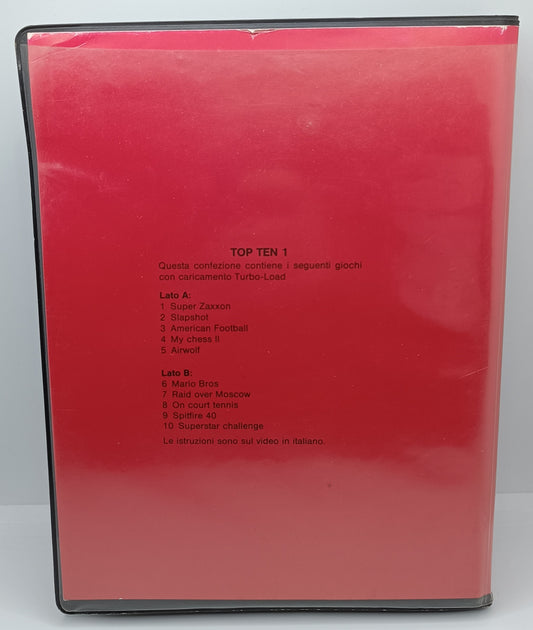 TOP TEN 1
Questa confezione contiene i seguenti giochi
con caricamento Turbo-Load
Lato A:
1 Super Zaxxon
2 Slapshot
3 American Football
4 My chess II
5 Airwolf
Lato B:
6 Mario Bros
7 Raid over Moscow
8 On court tennis
9 Spitfire 40
10 Superstar challenge
Le istruzioni sono sul video in italiano.